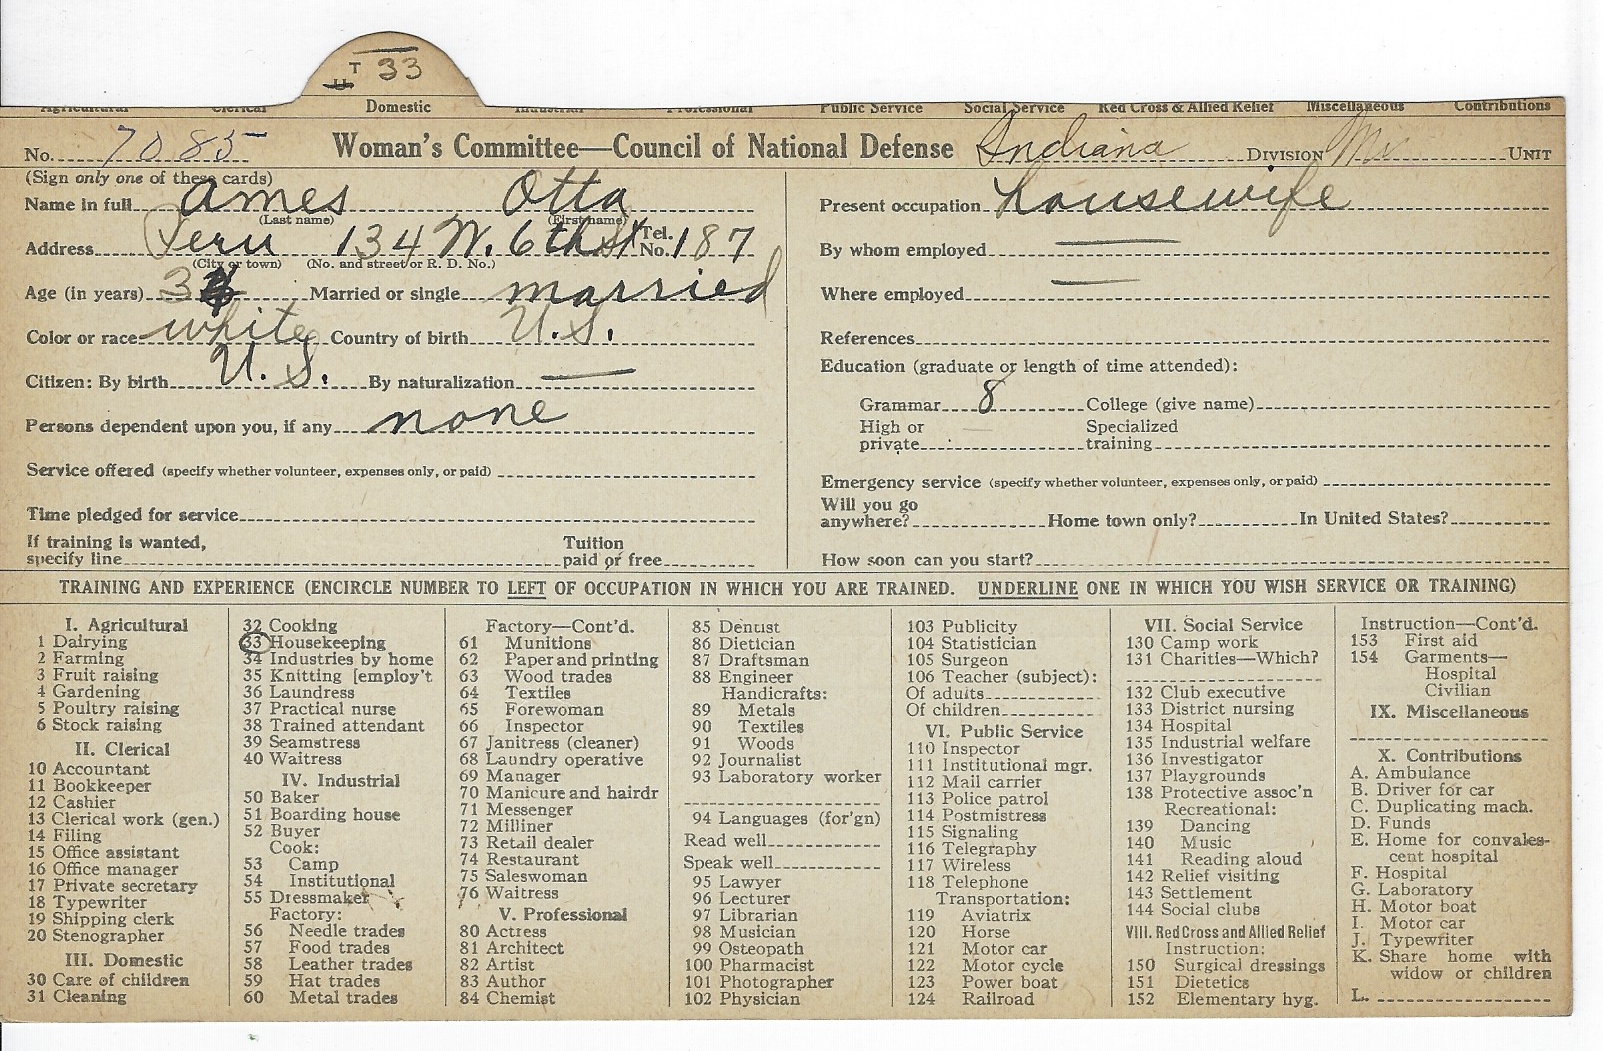 T 33
Agricultural Clerical Domestic Industrial Professional Public Service Social Service Red Cross & Allied Relief Miscellaneous Contributions
No. 7085 Woman's Committee—Council of National Defense Indiana DIVISION UNIT
(Sign only one of these cards)
Name in full Ames Otta
(Last name) (First name)
Address Peru 134 W. 6th St Tel. No. 187
(City or town) (No. and street or R. D. No.)
Age (in years) 3 Married or single married
Color or race white Country of birth U.S.
Citizen: By birth U.S. By naturalization —
Persons dependent upon you, if any none
Service offered (specify whether volunteer, expenses only, or paid)
Time pledged for service
If training is wanted,
specify line Tuition paid or free
Present occupation housewife
By whom employed —
Where employed —
References
Education (graduate or length of time attended):
Grammar 8 College (give name)
High or private Specialized training
Emergency service (specify whether volunteer, expenses only, or paid)
Will you go anywhere? Home town only? In United States?
How soon can you start?
TRAINING AND EXPERIENCE (ENCIRCLE NUMBER TO LEFT OF OCCUPATION IN WHICH YOU ARE TRAINED. UNDERLINE ONE IN WHICH YOU WISH SERVICE OR TRAINING)
I. Agricultural
1 Dairying
2 Farming
3 Fruit raising
4 Gardening
5 Poultry raising
6 Stock raising
II. Clerical
10 Accountant
11 Bookkeeper
12 Cashier
13 Clerical work (gen.)
14 Filing
15 Office assistant
16 Office manager
17 Private secretary
18 Typewriter
19 Shipping clerk
20 Stenographer
III. Domestic
30 Care of children
31 Cleaning
32 Cooking
33 Housekeeping
34 Industries by home
35 Knitting [employ't
36 Laundress
37 Practical nurse
38 Trained attendant
39 Seamstress
40 Waitress
IV. Industrial
50 Baker
51 Boarding house
52 Buyer
Cook:
53 Camp
54 Institutional
55 Dressmaker
Factory:
56 Needle trades
57 Food trades
58 Leather trades
59 Hat trades
60 Metal trades
Factory—Cont'd.
61 Munitions
62 Paper and printing
63 Wood trades
64 Textiles
65 Forewoman
66 Inspector
67 Janitress (cleaner)
68 Laundry operative
69 Manager
70 Manicure and hairdr
71 Messenger
72 Milliner
73 Retail dealer
74 Restaurant
75 Saleswoman
76 Waitress
V. Professional
80 Actress
81 Architect
82 Artist
83 Author
84 Chemist
85 Dentist
86 Dietician
87 Draftsman
88 Engineer
Handicrafts:
89 Metals
90 Textiles
91 Woods
92 Journalist
93 Laboratory worker
94 Languages (for'gn)
Read well
Speak well
95 Lawyer
96 Lecturer
97 Librarian
98 Musician
99 Osteopath
100 Pharmacist
101 Photographer
102 Physician
103 Publicity
104 Statistician
105 Surgeon
106 Teacher (subject):
Of adults
Of children
VI. Public Service
110 Inspector
111 Institutional mgr.
112 Mail carrier
113 Police patrol
114 Postmistress
115 Signaling
116 Telegraphy
117 Wireless
118 Telephone
Transportation:
119 Aviatrix
120 Horse
121 Motor car
122 Motor cycle
123 Power boat
124 Railroad
VII. Social Service
130 Camp work
131 Charities—Which?
132 Club executive
133 District nursing
134 Hospital
135 Industrial welfare
136 Investigator
137 Playgrounds
138 Protective assoc'n
Recreational:
139 Dancing
140 Music
141 Reading aloud
142 Relief visiting
143 Settlement
144 Social clubs
VIII. Red Cross and Allied Relief
Instruction:
150 Surgical dressings
151 Dietetics
152 Elementary hyg.
Instruction—Cont'd.
153 First aid
154 Garments—
Hospital
Civilian
IX. Miscellaneous
X. Contributions
A. Ambulance
B. Driver for car
C. Duplicating mach.
D. Funds
E. Home for convales-
cent hospital
F. Hospital
G. Laboratory
H. Motor boat
I. Motor car
J. Typewriter
K. Share home with
widow or children
L.